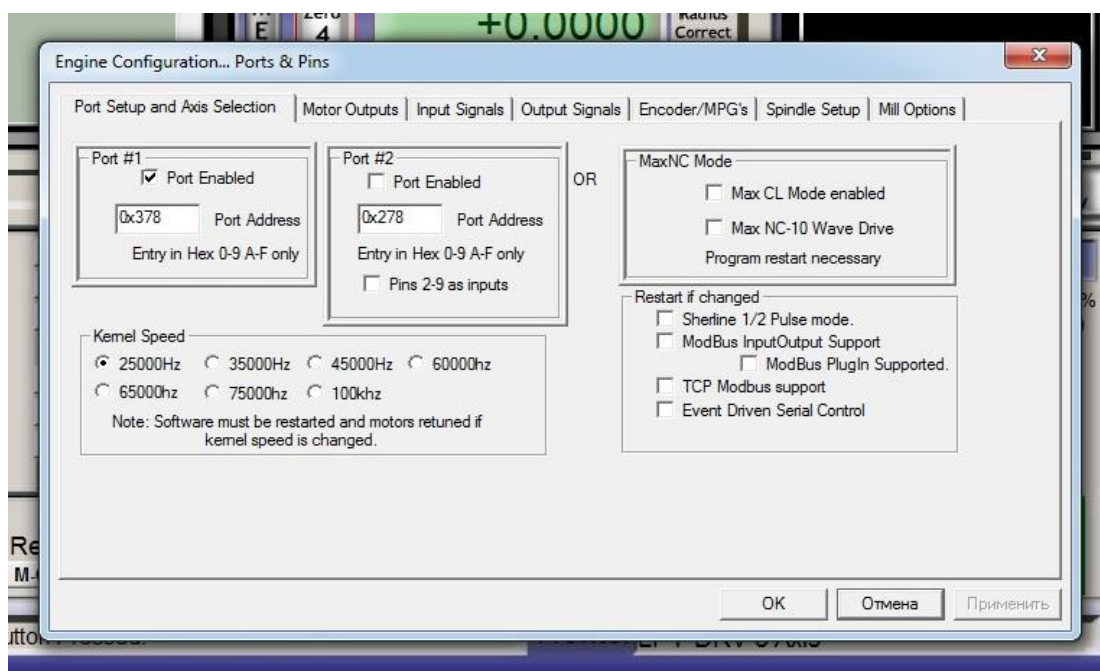 Zero
E
4
+0.0000
Radius
Correct
Engine Configuration... Ports & Pins
Port Setup and Axis Selection
Motor Outputs
Input Signals
Output Signals
Encoder/MPG's
Spindle Setup
Mill Options
Port #1
Port Enabled
0x378
Port Address
Entry in Hex 0-9 A-F only
Port #2
Port Enabled
0x278
Port Address
Entry in Hex 0-9 A-F only
Pins 2-9 as inputs
OR
MaxNC Mode
Max CL Mode enabled
Max NC-10 Wave Drive
Program restart necessary
Restart if changed
Sherline 1/2 Pulse mode.
ModBus InputOutput Support
ModBus PlugIn Supported.
TCP Modbus support
Event Driven Serial Control
Kernel Speed
25000Hz
35000Hz
45000Hz
60000hz
65000hz
75000hz
100khz
Note: Software must be restarted and motors retuned if
kernel speed is changed.
%
Re
M-
OK
Отмена
Применить